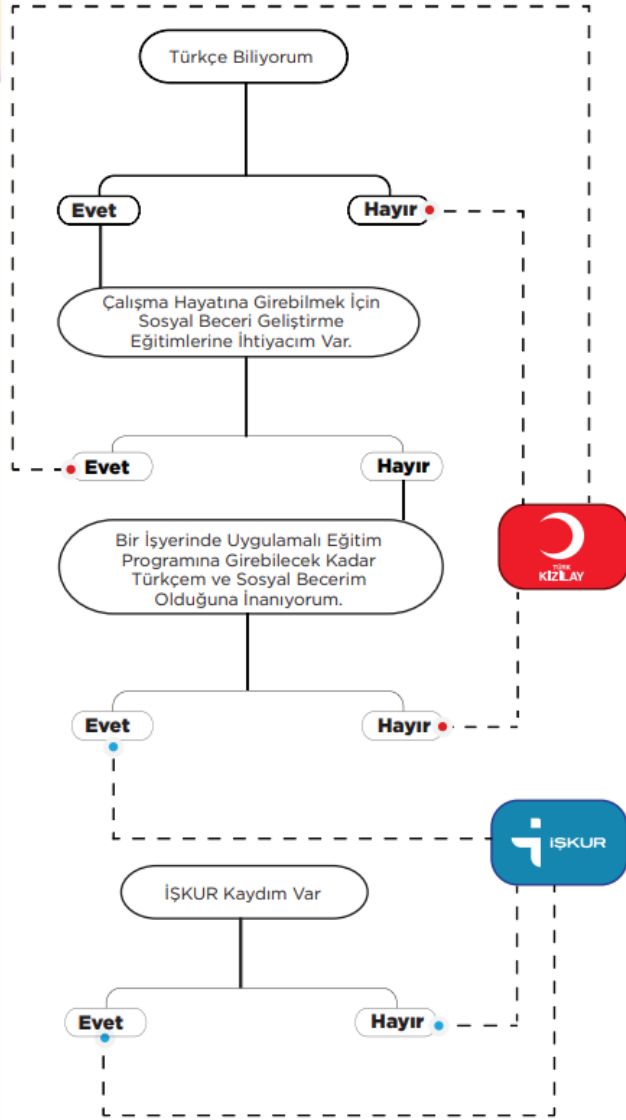 Türkçe Biliyorum
Evet
Hayır
Çalışma Hayatına Girebilmek İçin
Sosyal Beceri Geliştirme
Eğitimlerine İhtiyacım Var.
Evet
Hayır
Bir İşyerinde Uygulamalı Eğitim
Programına Girebilecek Kadar
Türkçem ve Sosyal Becerim
Olduğuna İnanıyorum.
TÜRK
KIZILAY
Evet
Hayır
İŞKUR
İŞKUR Kaydım Var
Evet
Hayır